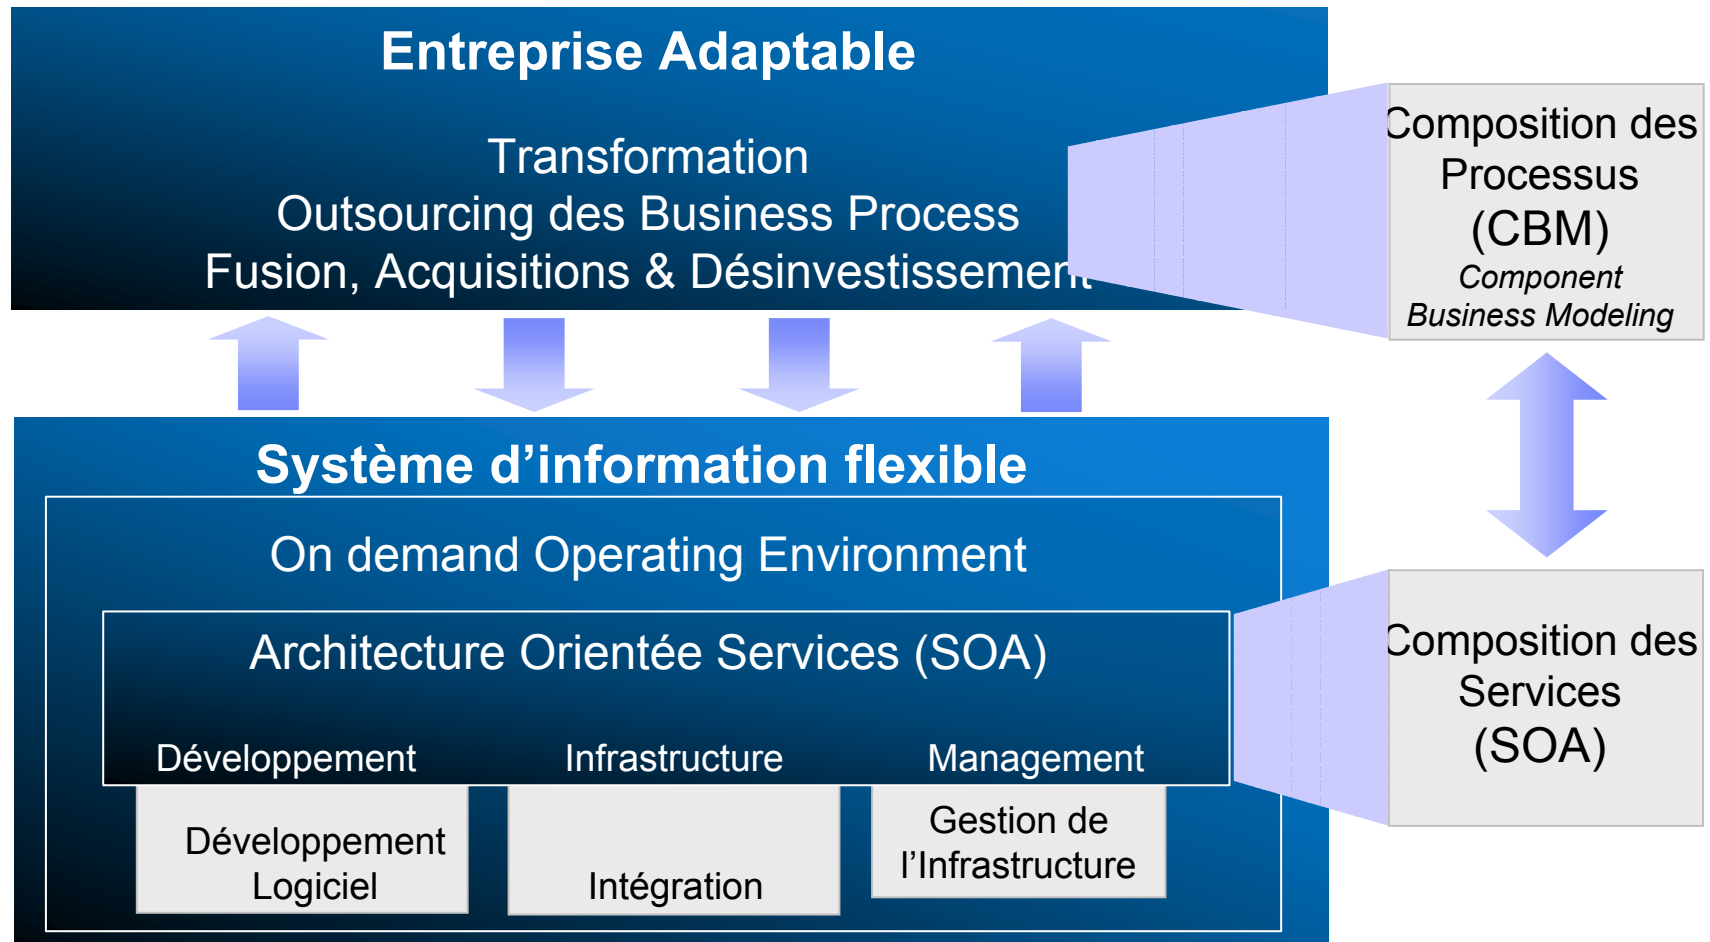 Entreprise Adaptable
Transformation
Outsourcing des Business Process
Fusion, Acquisitions & Désinvestissement
Composition des
Processus
(CBM)
Component
Business Modeling
Système d’information flexible
On demand Operating Environment
Architecture Orientée Services (SOA)
Développement
Infrastructure
Management
Développement
Logiciel
Intégration
Gestion de
l’Infrastructure
Composition des
Services
(SOA)